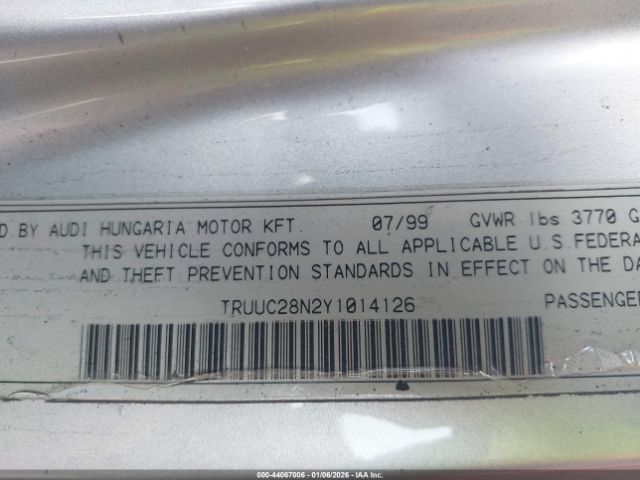 D BY AUDI HUNGARIA MOTOR KFT. 07/99 GVWR lbs 3770 G
THIS VEHICLE CONFORMS TO ALL APPLICABLE U.S.FEDERA
AND THEFT PREVENTION STANDARDS IN EFFECT ON THE DA
TRUUC28N2Y1014126 PASSENGER
000-44067006 - 01/06/2026 - IAA Inc.